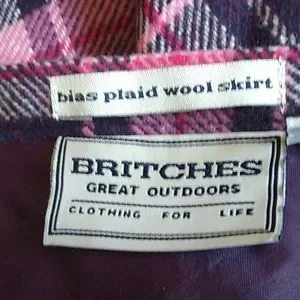 bias plaid wool skirt
BRITCHES
GREAT OUTDOORS
CLOTHING FOR LIFE